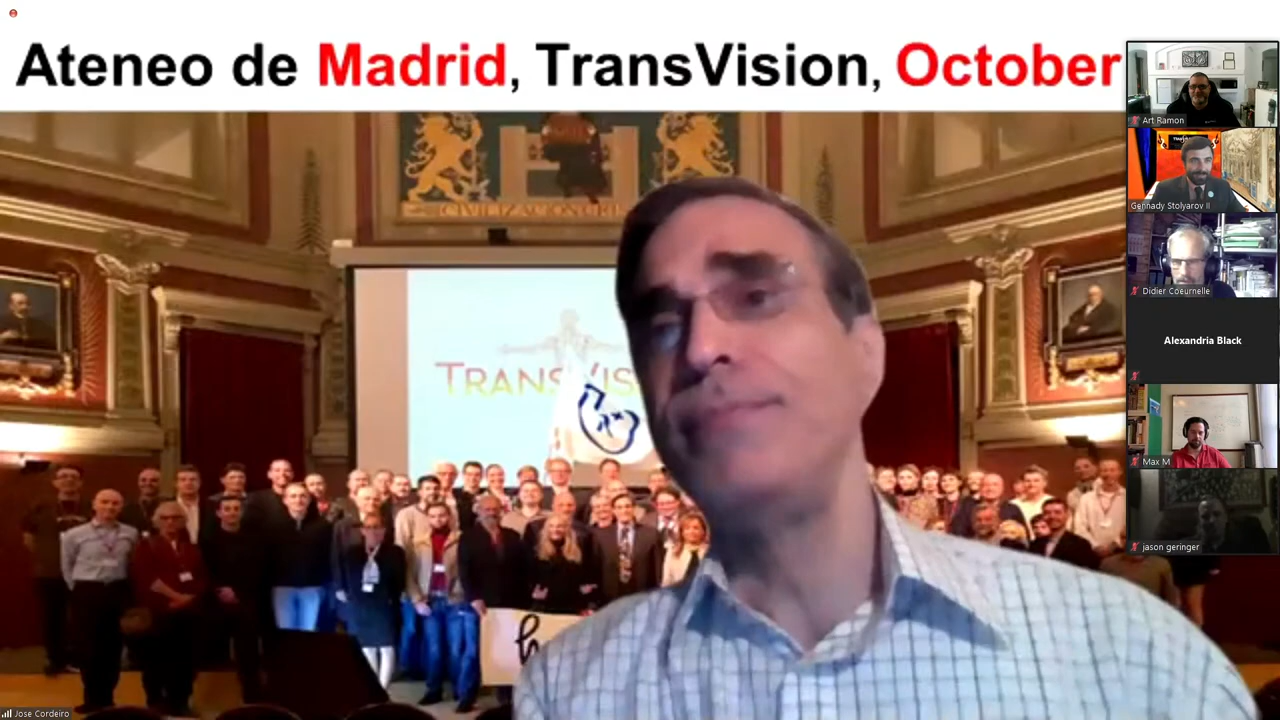 Ateneo de Madrid, TransVision, October
Art Ramon
Gennady Stolyarov II
Didier Coeurnelle
Alexandria Black
Max M
jason geringer
Jose Cordeiro